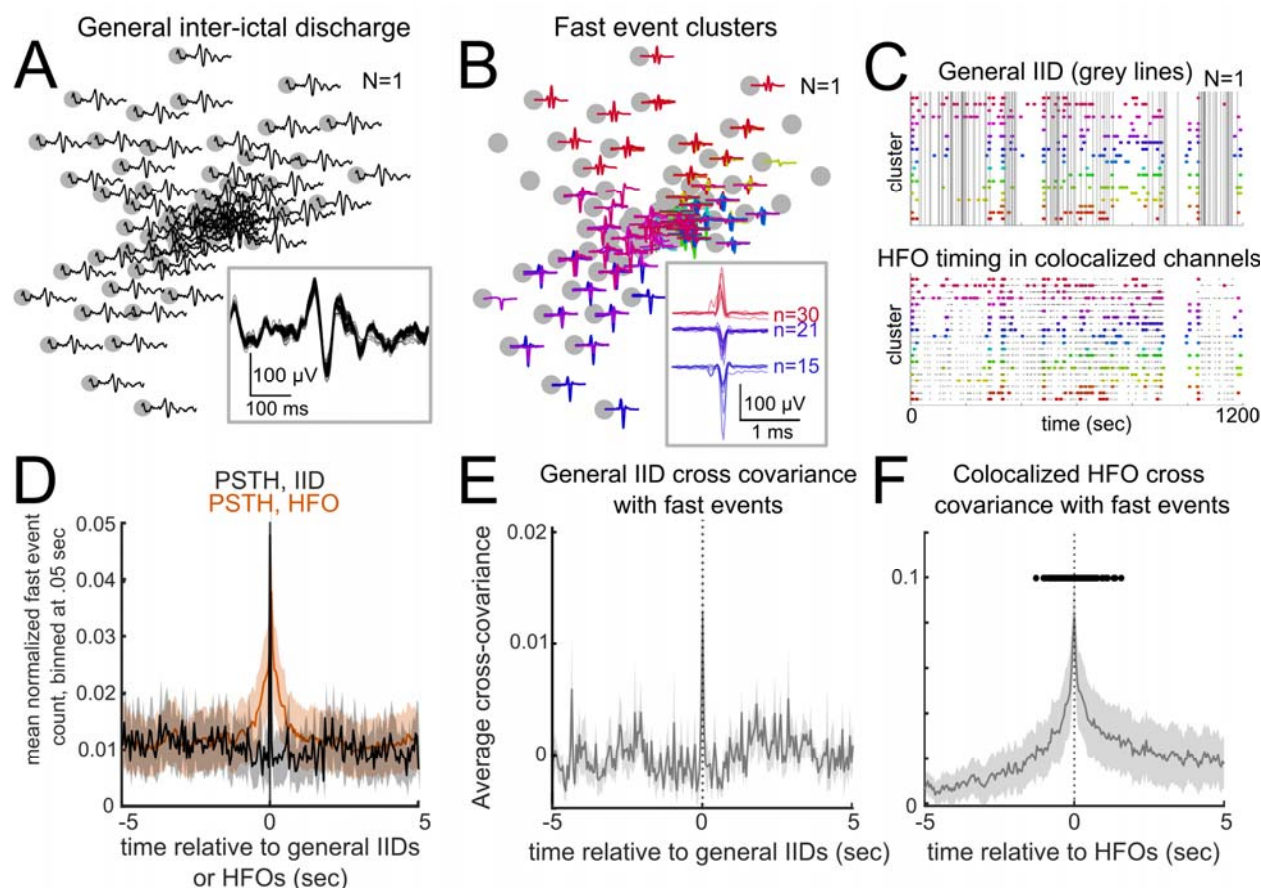 A
General inter-ictal discharge
N=1
100 µV
100 ms
B
Fast event clusters
N=1
n=30
n=21
n=15
100 µV
1 ms
C
General IID (grey lines) N=1
cluster
HFO timing in colocalized channels
cluster
0
1200
time (sec)
D
PSTH, IID
PSTH, HFO
mean normalized fast event
count, binned at .05 sec
0.05
0.04
0.03
0.02
0.01
0
-5
0
5
time relative to general IIDs
or HFOs (sec)
E
General IID cross covariance
with fast events
Average cross-covariance
0.02
0.01
0
-5
0
5
time relative to general IIDs (sec)
F
Colocalized HFO cross
covariance with fast events
0.1
0
-5
0
5
time relative to HFOs (sec)